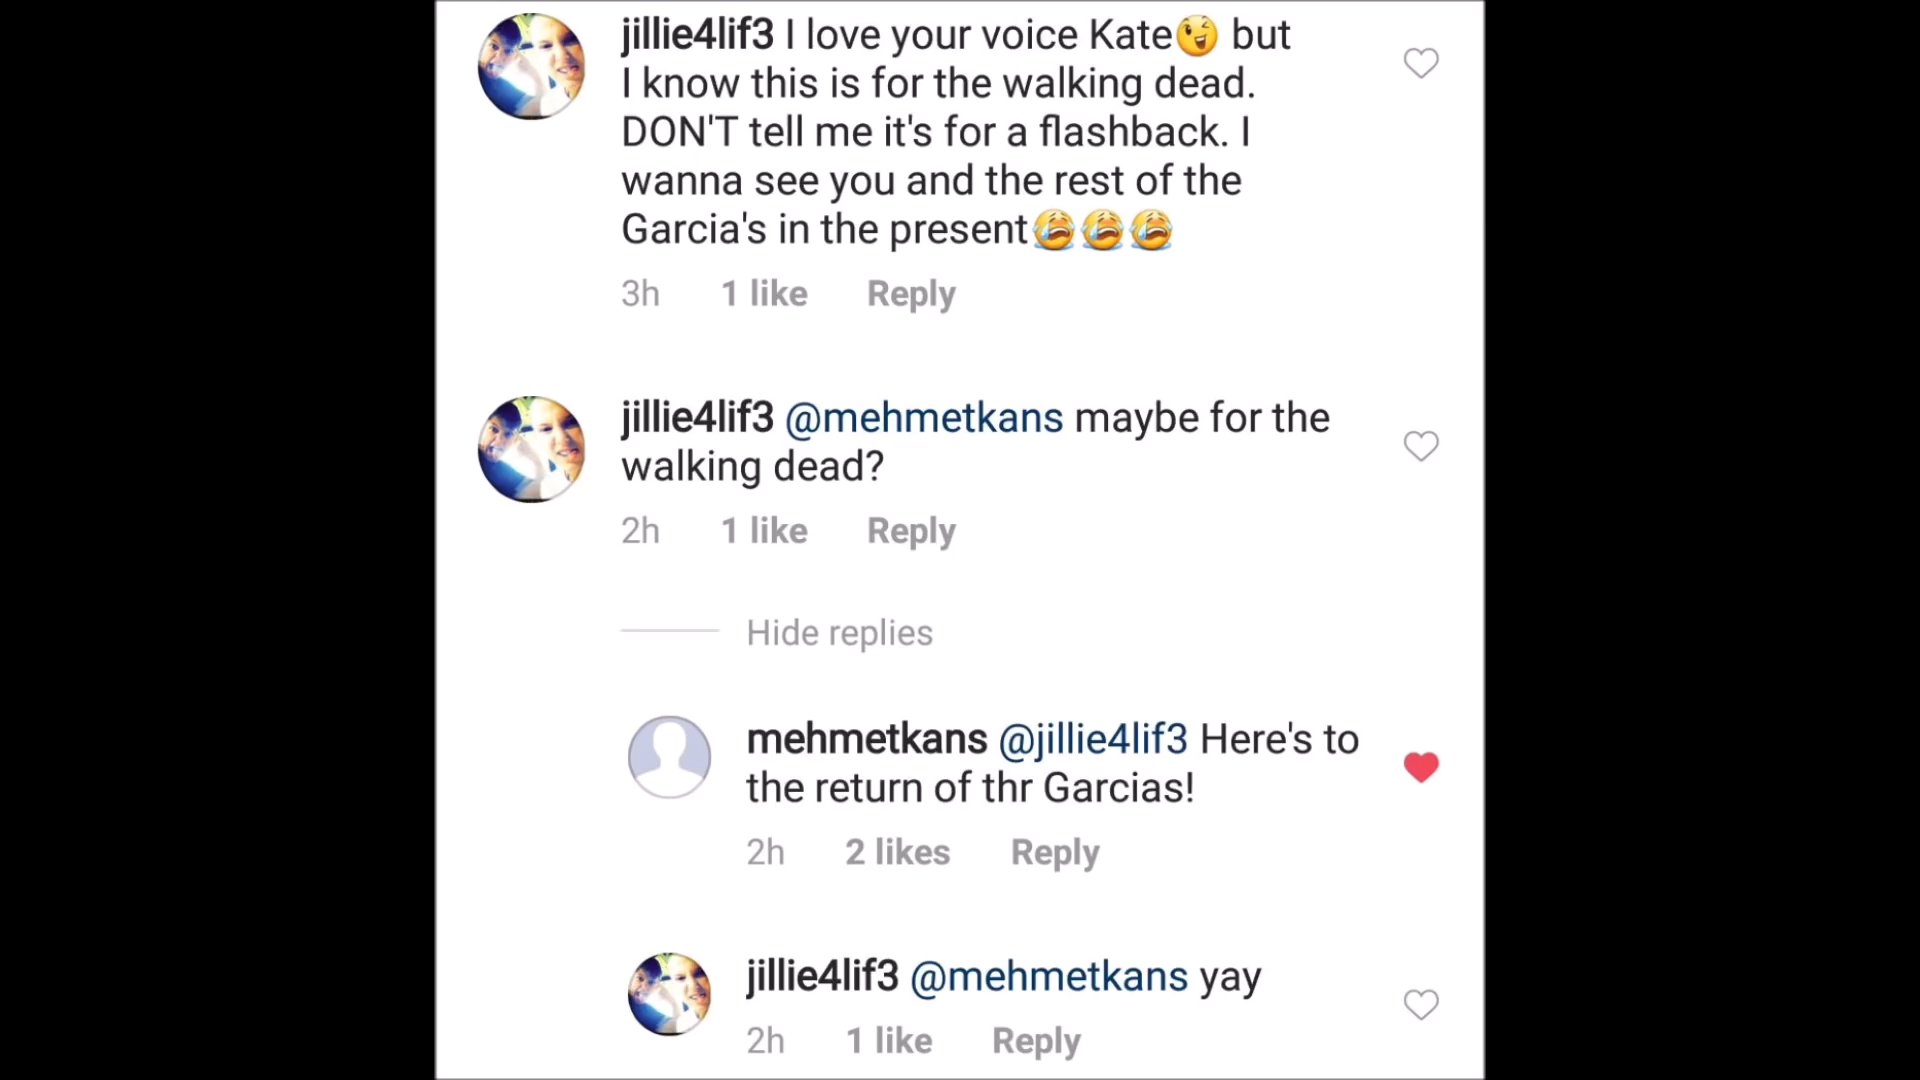 jillie4lif3 I love your voice Kate😜 but
I know this is for the walking dead.
DON'T tell me it's for a flashback. I
wanna see you and the rest of the
Garcia's in the present😭😭😭
3h 1 like Reply
jillie4lif3 @mehmetkans maybe for the
walking dead?
2h 1 like Reply
Hide replies
mehmetkans @jillie4lif3 Here's to
the return of thr Garcias!
2h 2 likes Reply
jillie4lif3 @mehmetkans yay
2h 1 like Reply